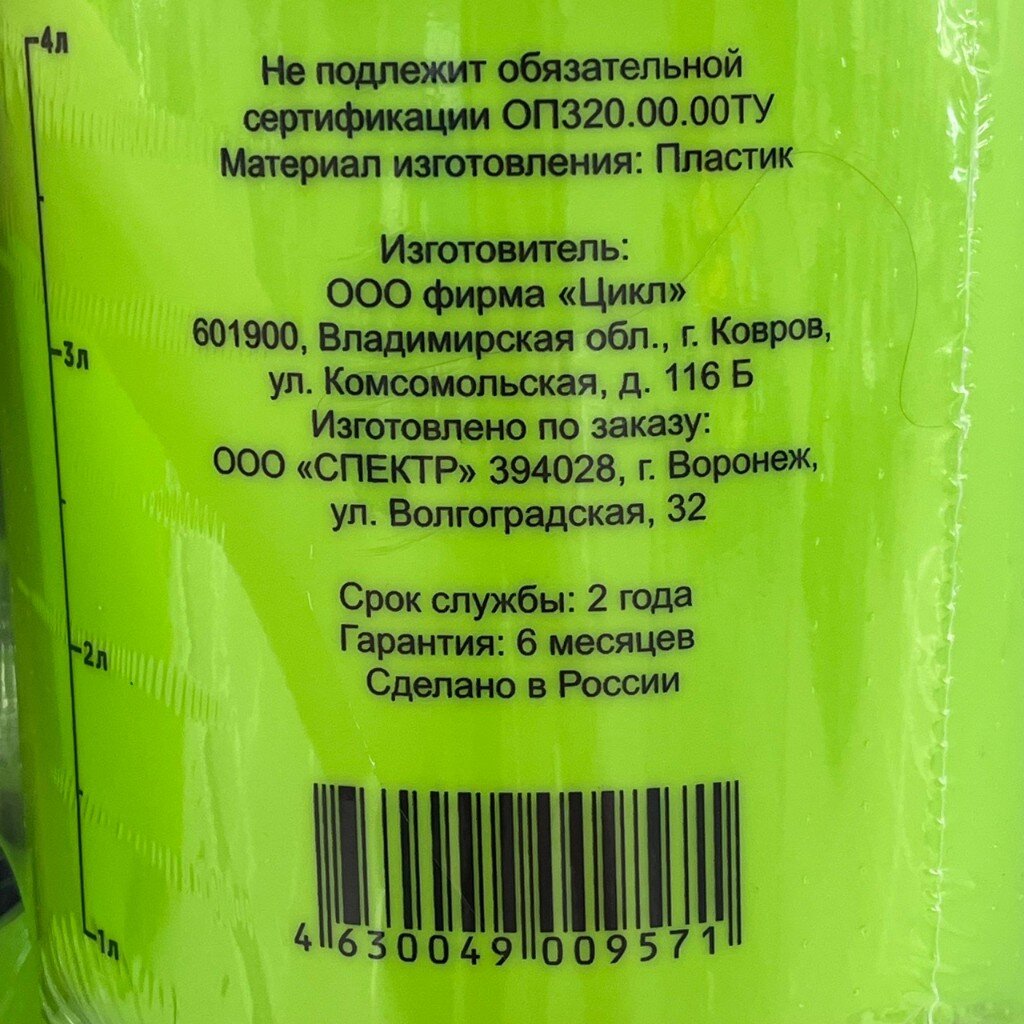 4л
Не подлежит обязательной
сертификации ОП320.00.00ТУ
Материал изготовления: Пластик
Изготовитель:
ООО фирма «Цикл»
601900, Владимирская обл., г. Ковров,
3л
ул. Комсомольская, д. 116 Б
Изготовлено по заказу:
ООО «СПЕКТР» 394028, г. Воронеж,
ул. Волгоградская, 32
Срок службы: 2 года
Гарантия: 6 месяцев
2л
Сделано в России
1л
4 630049 009571